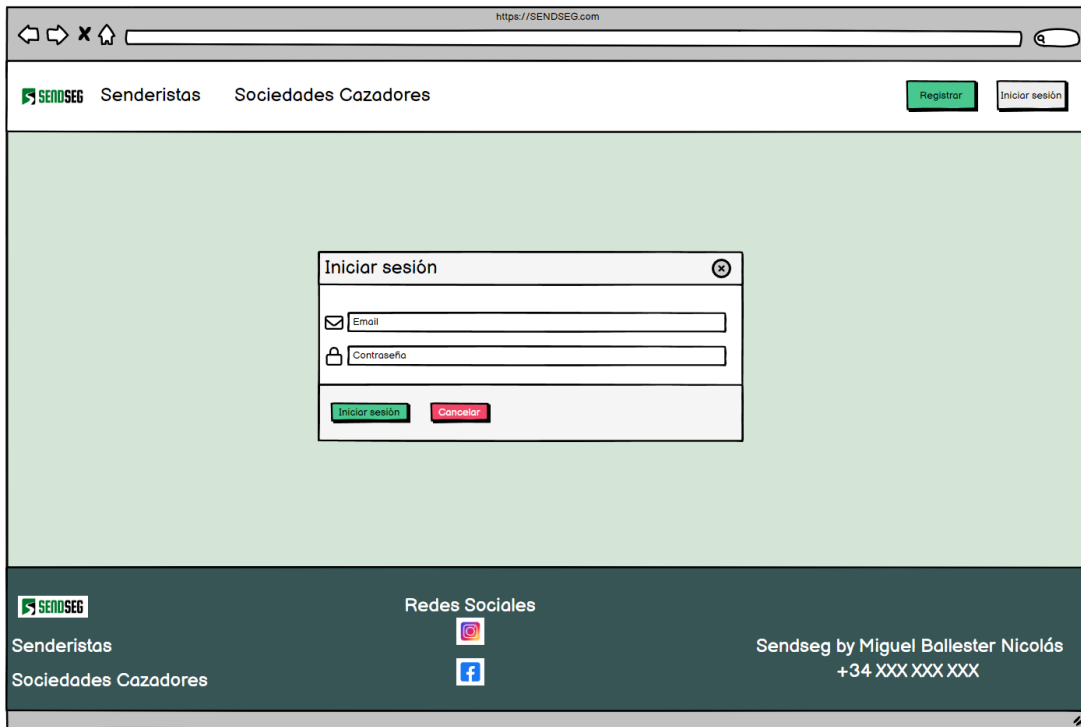 https://SENDSEG.com
SENDSEG Senderistas Sociedades Cazadores Registrar Iniciar sesión
Iniciar sesión
Email
Contraseña
Iniciar sesión Cancelar
SENDSEG
Redes Sociales
Senderistas
Sociedades Cazadores
Sendseg by Miguel Ballester Nicolás
+34 XXX XXX XXX